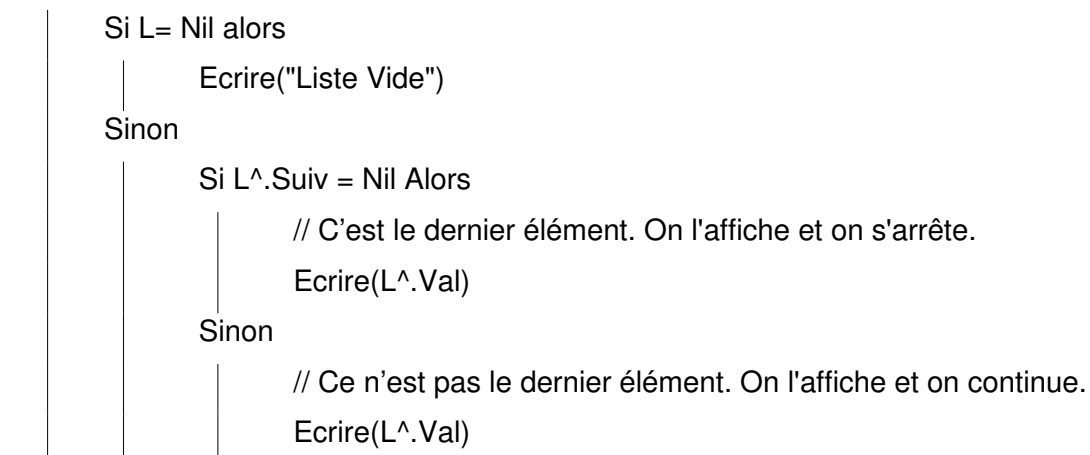 Si L= Nil alors
Ecrire("Liste Vide")
Sinon
Si L^.Suiv = Nil Alors
// C’est le dernier élément. On l'affiche et on s'arrête.
Ecrire(L^.Val)
Sinon
// Ce n’est pas le dernier élément. On l'affiche et on continue.
Ecrire(L^.Val)